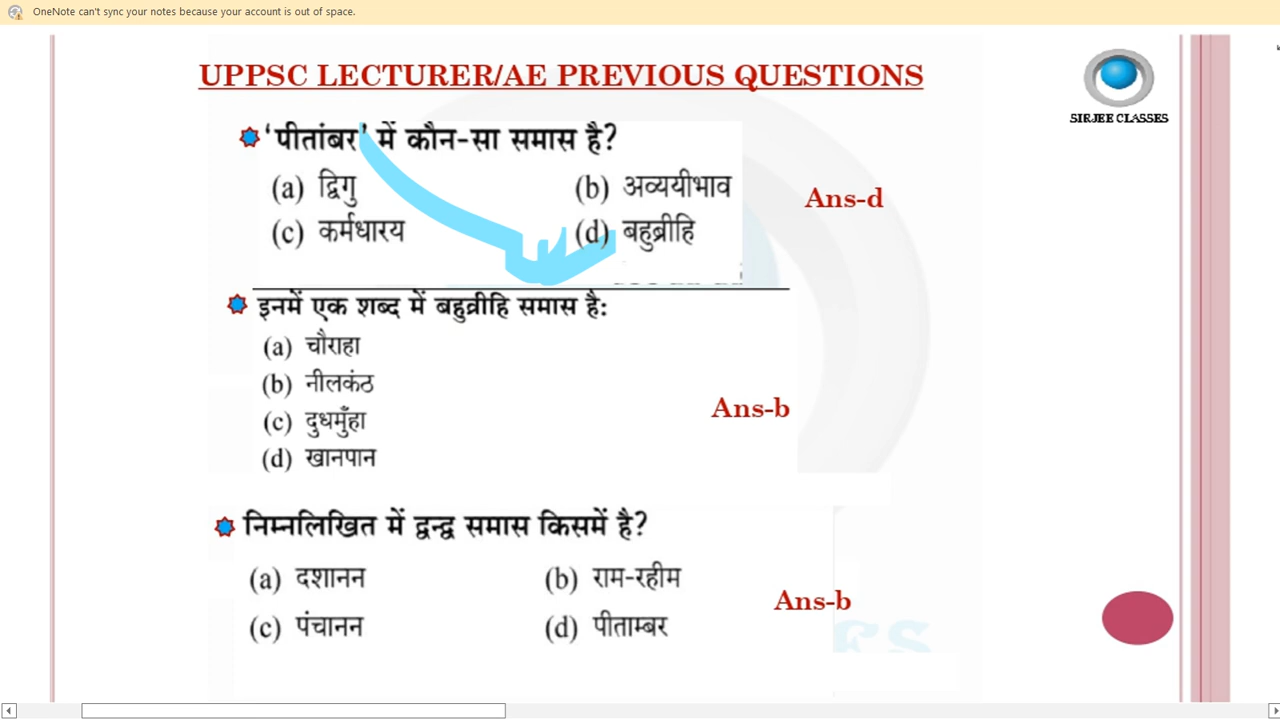 OneNote can't sync your notes because your account is out of space.
UPPSC LECTURER/AE PREVIOUS QUESTIONS
SIRJEE CLASSES
'पीतांबर' में कौन-सा समास है?
(a) द्विगु (b) अव्ययीभाव
(c) कर्मधारय (d) बहुब्रीहि
Ans-d
इनमें एक शब्द में बहुव्रीहि समास है:
(a) चौराहा
(b) नीलकंठ
(c) दुधमुँहा
(d) खानपान
Ans-b
निम्नलिखित में द्वन्द्व समास किसमें है?
(a) दशानन (b) राम-रहीम
(c) पंचानन (d) पीताम्बर
Ans-b